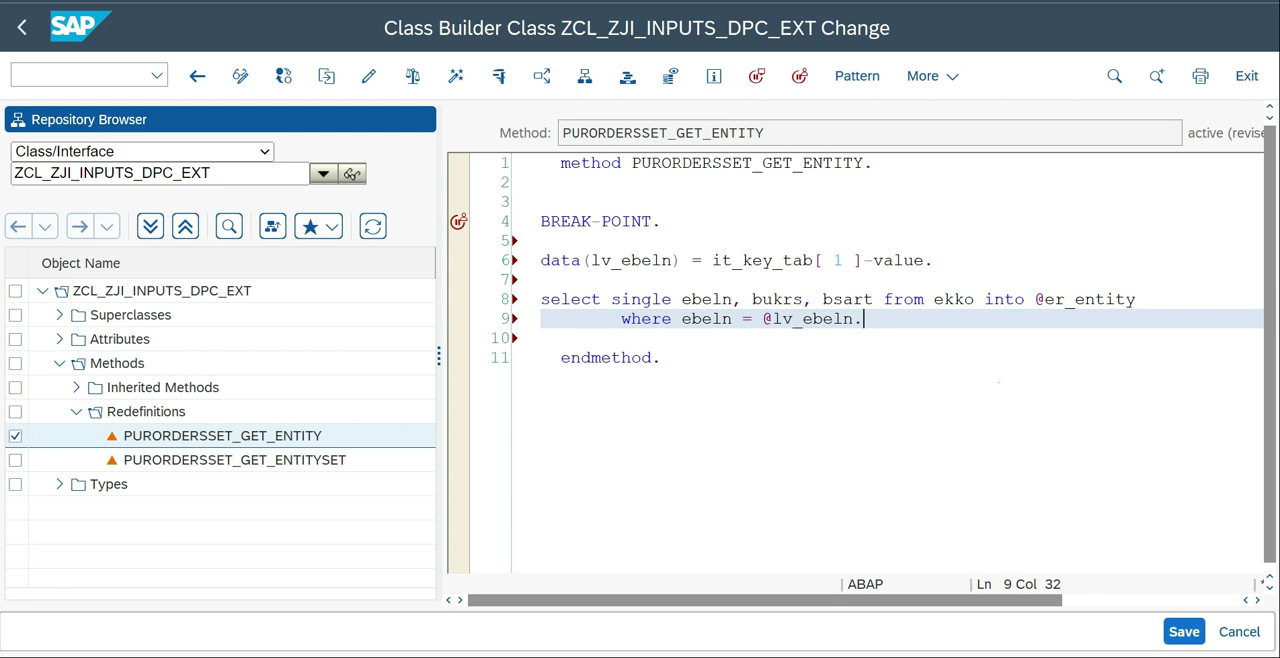 SAP Class Builder Class ZCL_ZJI_INPUTS_DPC_EXT Change
Pattern More Exit
Repository Browser
Class/Interface
ZCL_ZJI_INPUTS_DPC_EXT
Object Name
ZCL_ZJI_INPUTS_DPC_EXT
Superclasses
Attributes
Methods
Inherited Methods
Redefinitions
PURORDERSSET_GET_ENTITY
PURORDERSSET_GET_ENTITYSET
Types
Method: PURORDERSSET_GET_ENTITY active (revise
1 method PURORDERSSET_GET_ENTITY.
2
3
4 BREAK-POINT.
5
6 data(lv_ebeln) = it_key_tab[ 1 ]-value.
7
8 select single ebeln, bukrs, bsart from ekko into @er_entity
9 where ebeln = @lv_ebeln.
10
11 endmethod.
ABAP Ln 9 Col 32
Save Cancel